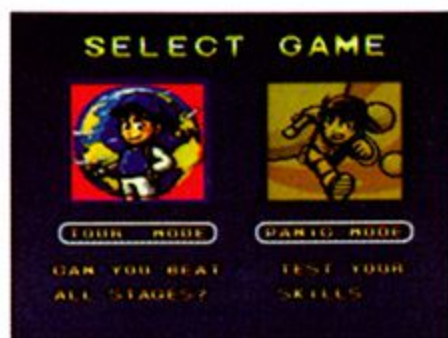 SELECT GAME
TOUR MODE
PANIC MODE
CAN YOU BEAT
ALL STAGES?
TEST YOUR
SKILLS